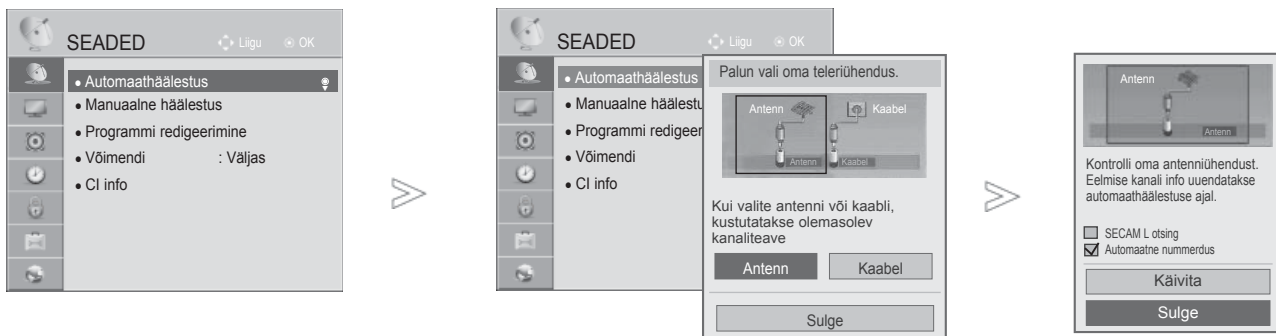 SEADED
Liigu
OK
Automaathäälestus
Manuaalne häälestus
Programmi redigeerimine
Võimendi : Väljas
CI info
SEADED
Liigu
OK
Automaathäälestus
Manuaalne häälestu
Programmi redigeer
Võimendi
CI info
Palun vali oma teleriühendus.
Antenn
Kaabel
Antenn
Kaabel
Kui valite antenni või kaabli,
kustutatakse olemasolev
kanaliteave
Antenn
Kaabel
Sulge
Antenn
Antenn
Kontrolli oma antenniühendust.
Eelmise kanali info uuendatakse
automaathäälestuse ajal.
SECAM L otsing
Automaatne nummerdus
Käivita
Sulge